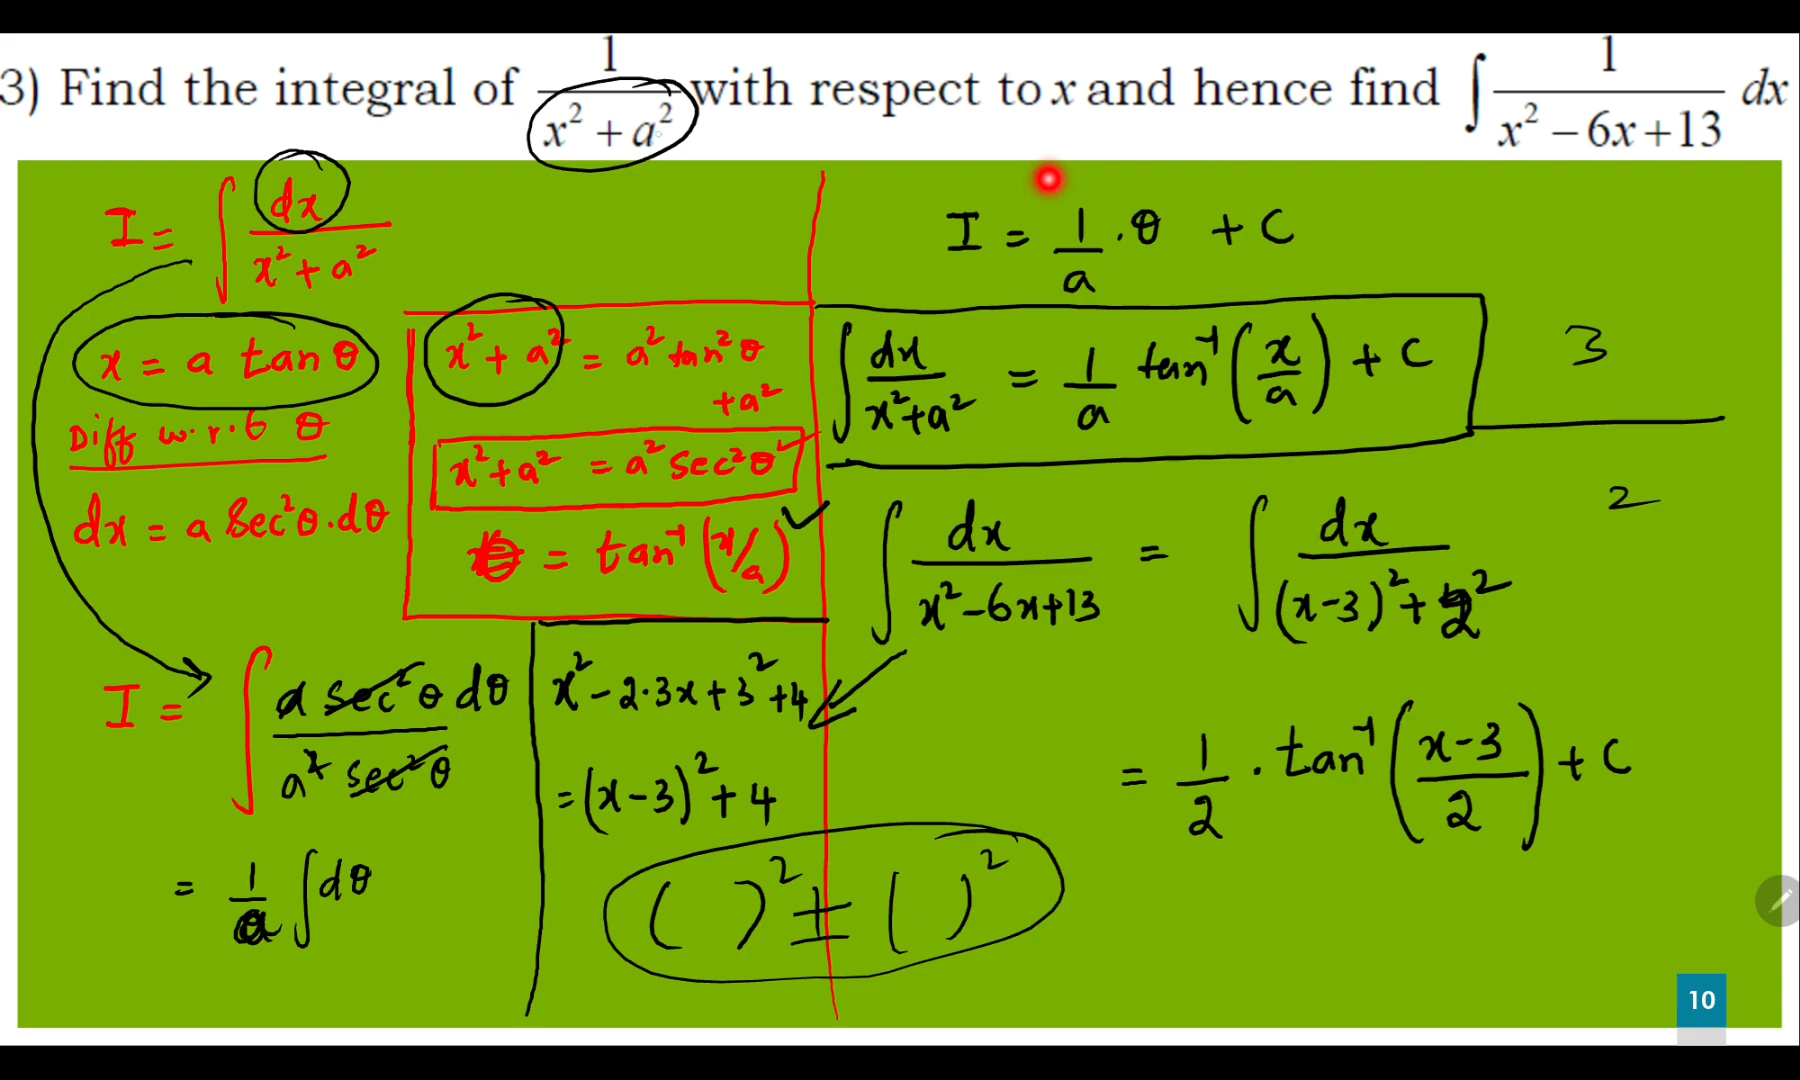 3) Find the integral of 1/(x² + a²) with respect to x and hence find ∫ 1/(x² − 6x + 13) dx
I = ∫ dx/(x² + a²)
x = a tan θ
Diff w.r.t θ
dx = a Sec²θ . dθ
x² + a² = a² tan²θ
+ a²
x² + a² = a² sec²θ
θ = tan⁻¹(x/a)
I = ∫ a sec²θ dθ / a² sec²θ
= 1/a ∫ dθ
x² − 2·3x + 3² + 4
= (x − 3)² + 4
( )² ± ( )²
I = 1/a · θ + C
∫ dx/(x² + a²) = 1/a tan⁻¹(x/a) + C
3
2
∫ dx/(x² − 6x + 13) = ∫ dx/((x − 3)² + 2²)
= 1/2 · tan⁻¹((x − 3)/2) + C
10